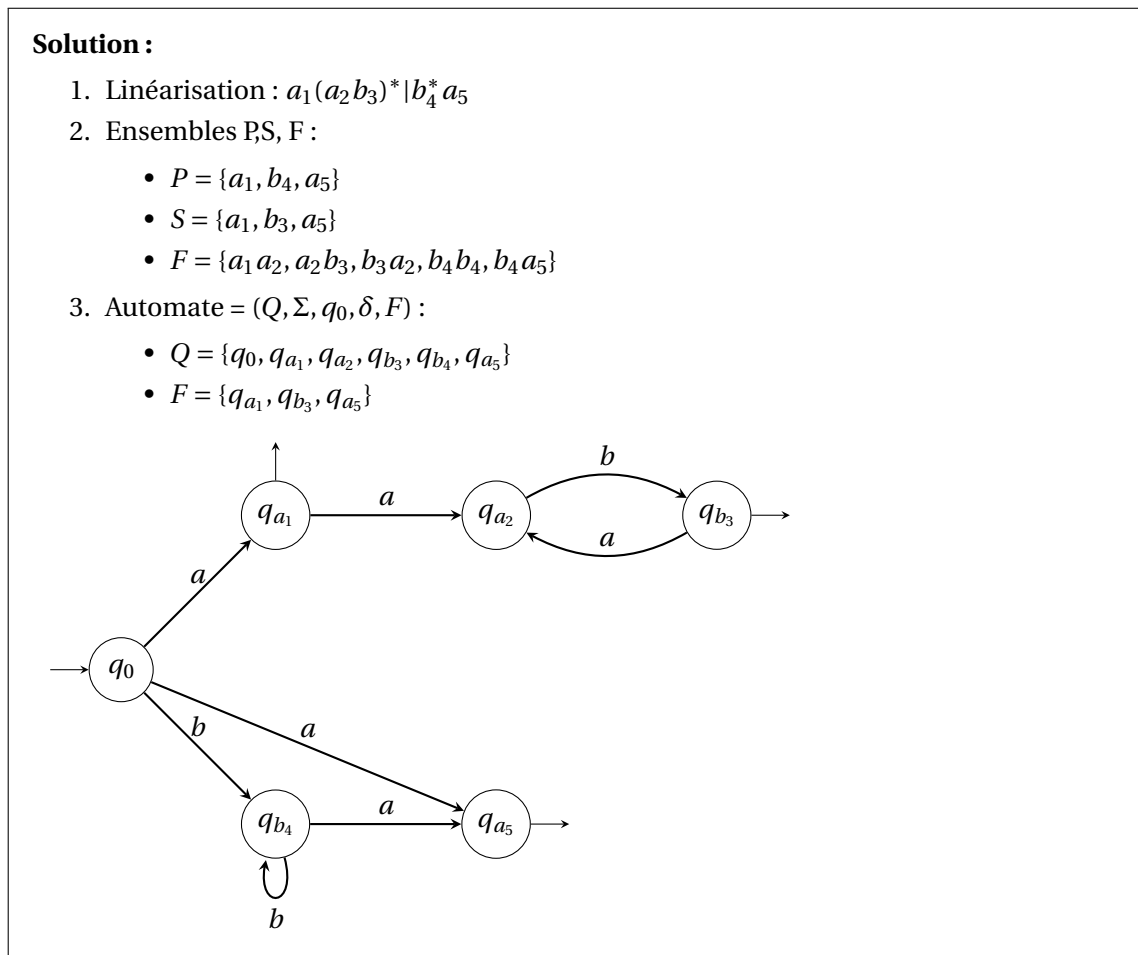 Solution :
1. Linéarisation : a₁(a₂b₃)*|b₄*a₅
2. Ensembles P,S, F :
• P = {a₁, b₄, a₅}
• S = {a₁, b₃, a₅}
• F = {a₁a₂, a₂b₃, b₃a₂, b₄b₄, b₄a₅}
3. Automate = (Q, Σ, q₀, δ, F) :
• Q = {q₀, q_{a₁}, q_{a₂}, q_{b₃}, q_{b₄}, q_{a₅}}
• F = {q_{a₁}, q_{b₃}, q_{a₅}}
b
q_{a₁} a q_{a₂} a q_{b₃}
a
q₀
b a
q_{b₄} a q_{a₅}
b